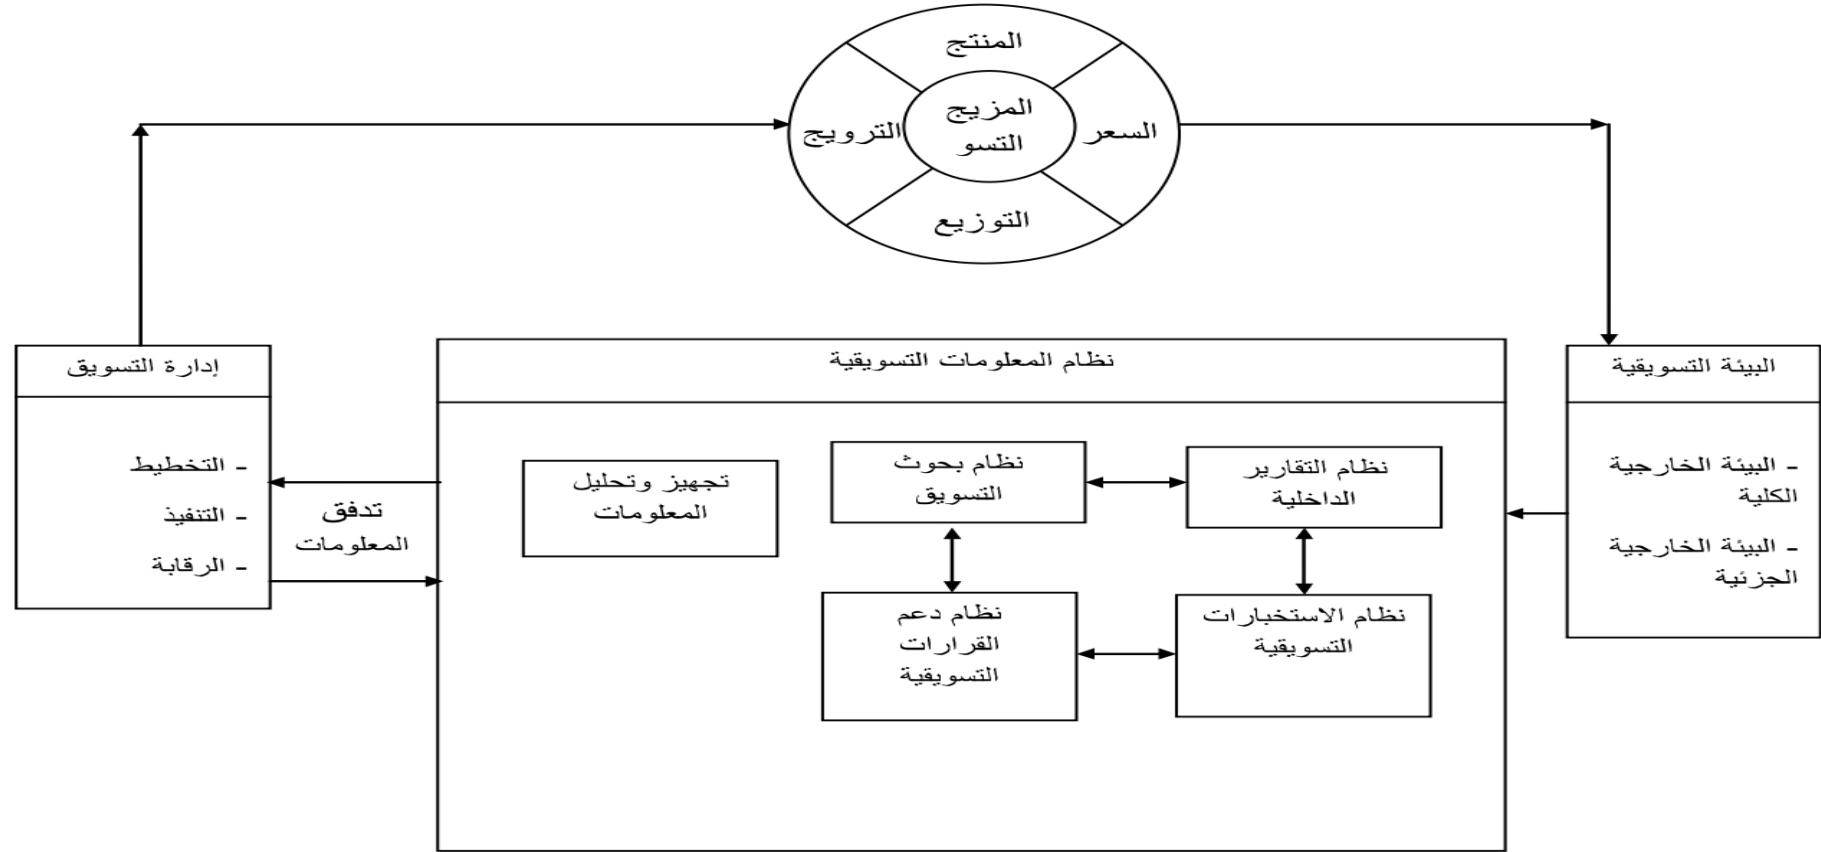 المنتج
المزيج
التسو
السعر
الترويج
التوزيع
البيئة التسويقية
- البيئة الخارجية
الكلية
- البيئة الخارجية
الجزئية
نظام المعلومات التسويقية
نظام التقارير
الداخلية
نظام بحوث
التسويق
تجهيز وتحليل
المعلومات
نظام الاستخبارات
التسويقية
نظام دعم
القرارات
التسويقية
تدفق
المعلومات
إدارة التسويق
- التخطيط
- التنفيذ
- الرقابة